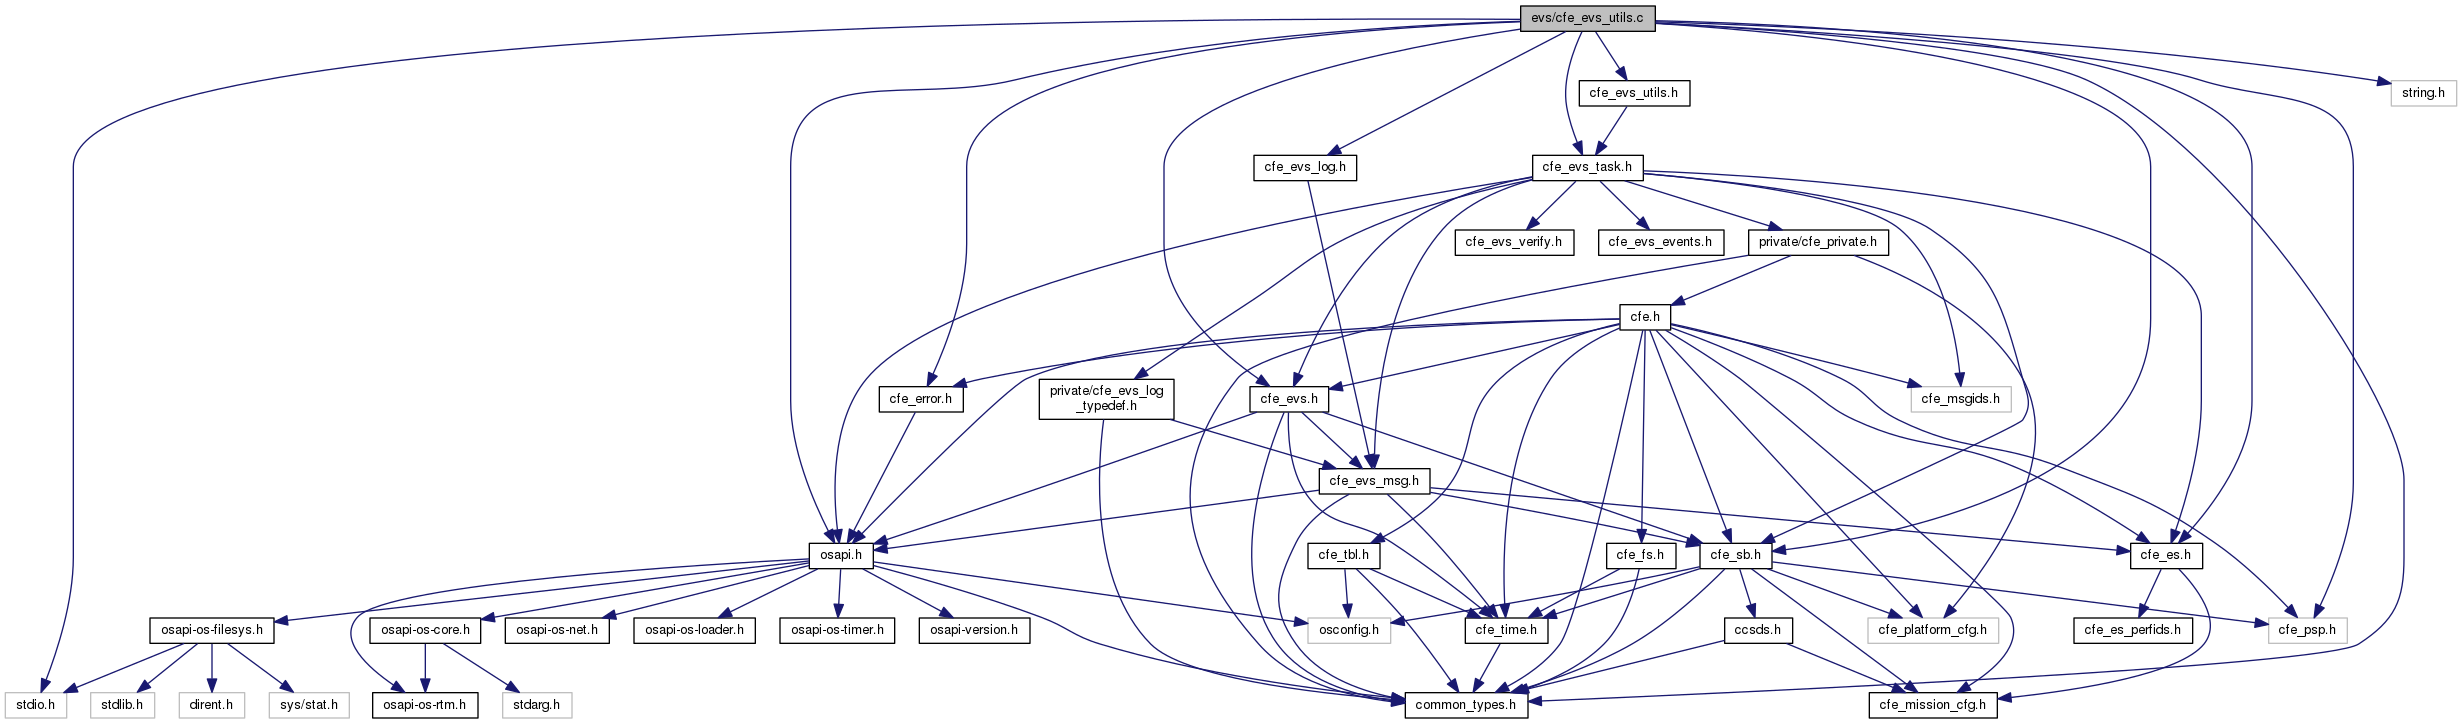 evs/cfe_evs_utils.c
cfe_evs_utils.h
string.h
cfe_evs_log.h
cfe_evs_task.h
cfe_evs_verify.h
cfe_evs_events.h
private/cfe_private.h
cfe.h
cfe_error.h
private/cfe_evs_log
_typedef.h
cfe_evs.h
cfe_msgids.h
cfe_evs_msg.h
osapi.h
cfe_tbl.h
cfe_fs.h
cfe_sb.h
cfe_es.h
osapi-os-filesys.h
osapi-os-core.h
osapi-os-net.h
osapi-os-loader.h
osapi-os-timer.h
osapi-version.h
osconfig.h
cfe_time.h
ccsds.h
cfe_platform_cfg.h
cfe_es_perfids.h
cfe_psp.h
stdio.h
stdlib.h
dirent.h
sys/stat.h
osapi-os-rtm.h
stdarg.h
common_types.h
cfe_mission_cfg.h